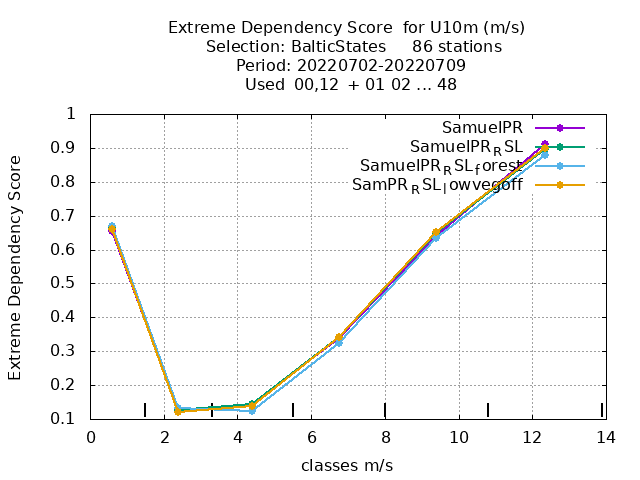 Extreme Dependency Score  for U10m (m/s)
Selection: BalticStates     86 stations
Period: 20220702-20220709
Used  00,12  + 01 02 ... 48
1
0.9
0.8
0.7
0.6
0.5
0.4
0.3
0.2
0.1
Extreme Dependency Score
SamuelPR
SamuelPR_RSL
SamuelPR_RSL_forest
SamPR_RSL_lowvegoff
0 2 4 6 8 10 12 14
classes m/s